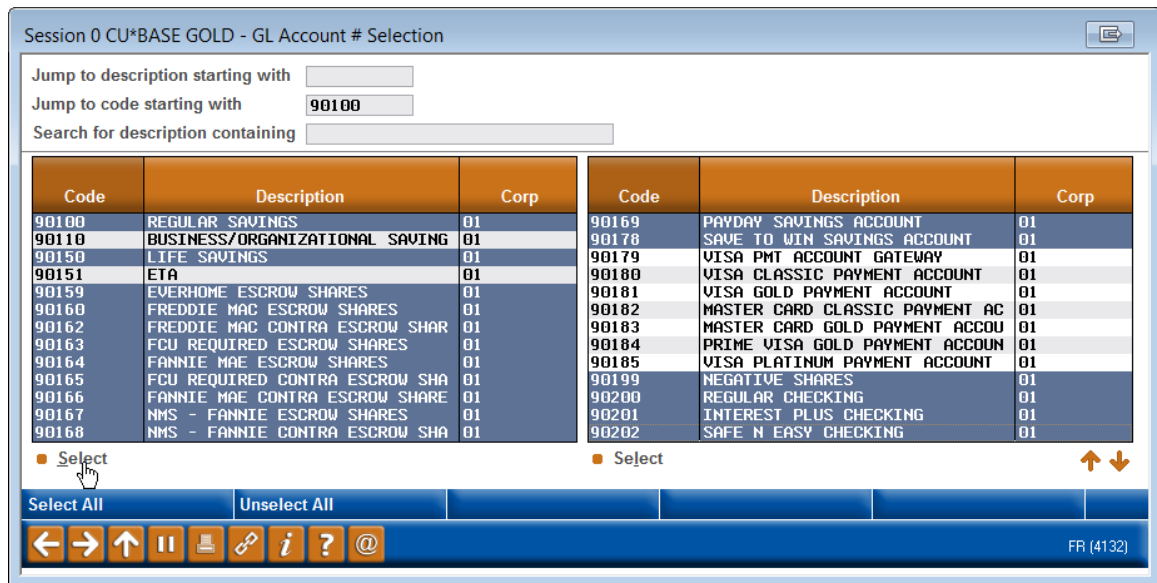 Session 0 CU*BASE GOLD - GL Account # Selection
Jump to description starting with
Jump to code starting with 90100
Search for description containing
Code Description Corp
90100 REGULAR SAVINGS 01
90110 BUSINESS/ORGANIZATIONAL SAVING 01
90150 LIFE SAVINGS 01
90151 ETA 01
90159 EVERHOME ESCROW SHARES 01
90160 FREDDIE MAC ESCROW SHARES 01
90162 FREDDIE MAC CONTRA ESCROW SHAR 01
90163 FCU REQUIRED ESCROW SHARES 01
90164 FANNIE MAE ESCROW SHARES 01
90165 FCU REQUIRED CONTRA ESCROW SHA 01
90166 FANNIE MAE CONTRA ESCROW SHARE 01
90167 NMS - FANNIE ESCROW SHARES 01
90168 NMS - FANNIE CONTRA ESCROW SHA 01
Select
Code Description Corp
90169 PAYDAY SAVINGS ACCOUNT 01
90178 SAVE TO WIN SAVINGS ACCOUNT 01
90179 VISA PMT ACCOUNT GATEWAY 01
90180 VISA CLASSIC PAYMENT ACCOUNT 01
90181 VISA GOLD PAYMENT ACCOUNT 01
90182 MASTER CARD CLASSIC PAYMENT AC 01
90183 MASTER CARD GOLD PAYMENT ACCOU 01
90184 PRIME VISA GOLD PAYMENT ACCOUN 01
90185 VISA PLATINUM PAYMENT ACCOUNT 01
90199 NEGATIVE SHARES 01
90200 REGULAR CHECKING 01
90201 INTEREST PLUS CHECKING 01
90202 SAFE N EASY CHECKING 01
Select
Select All Unselect All
FR (4132)